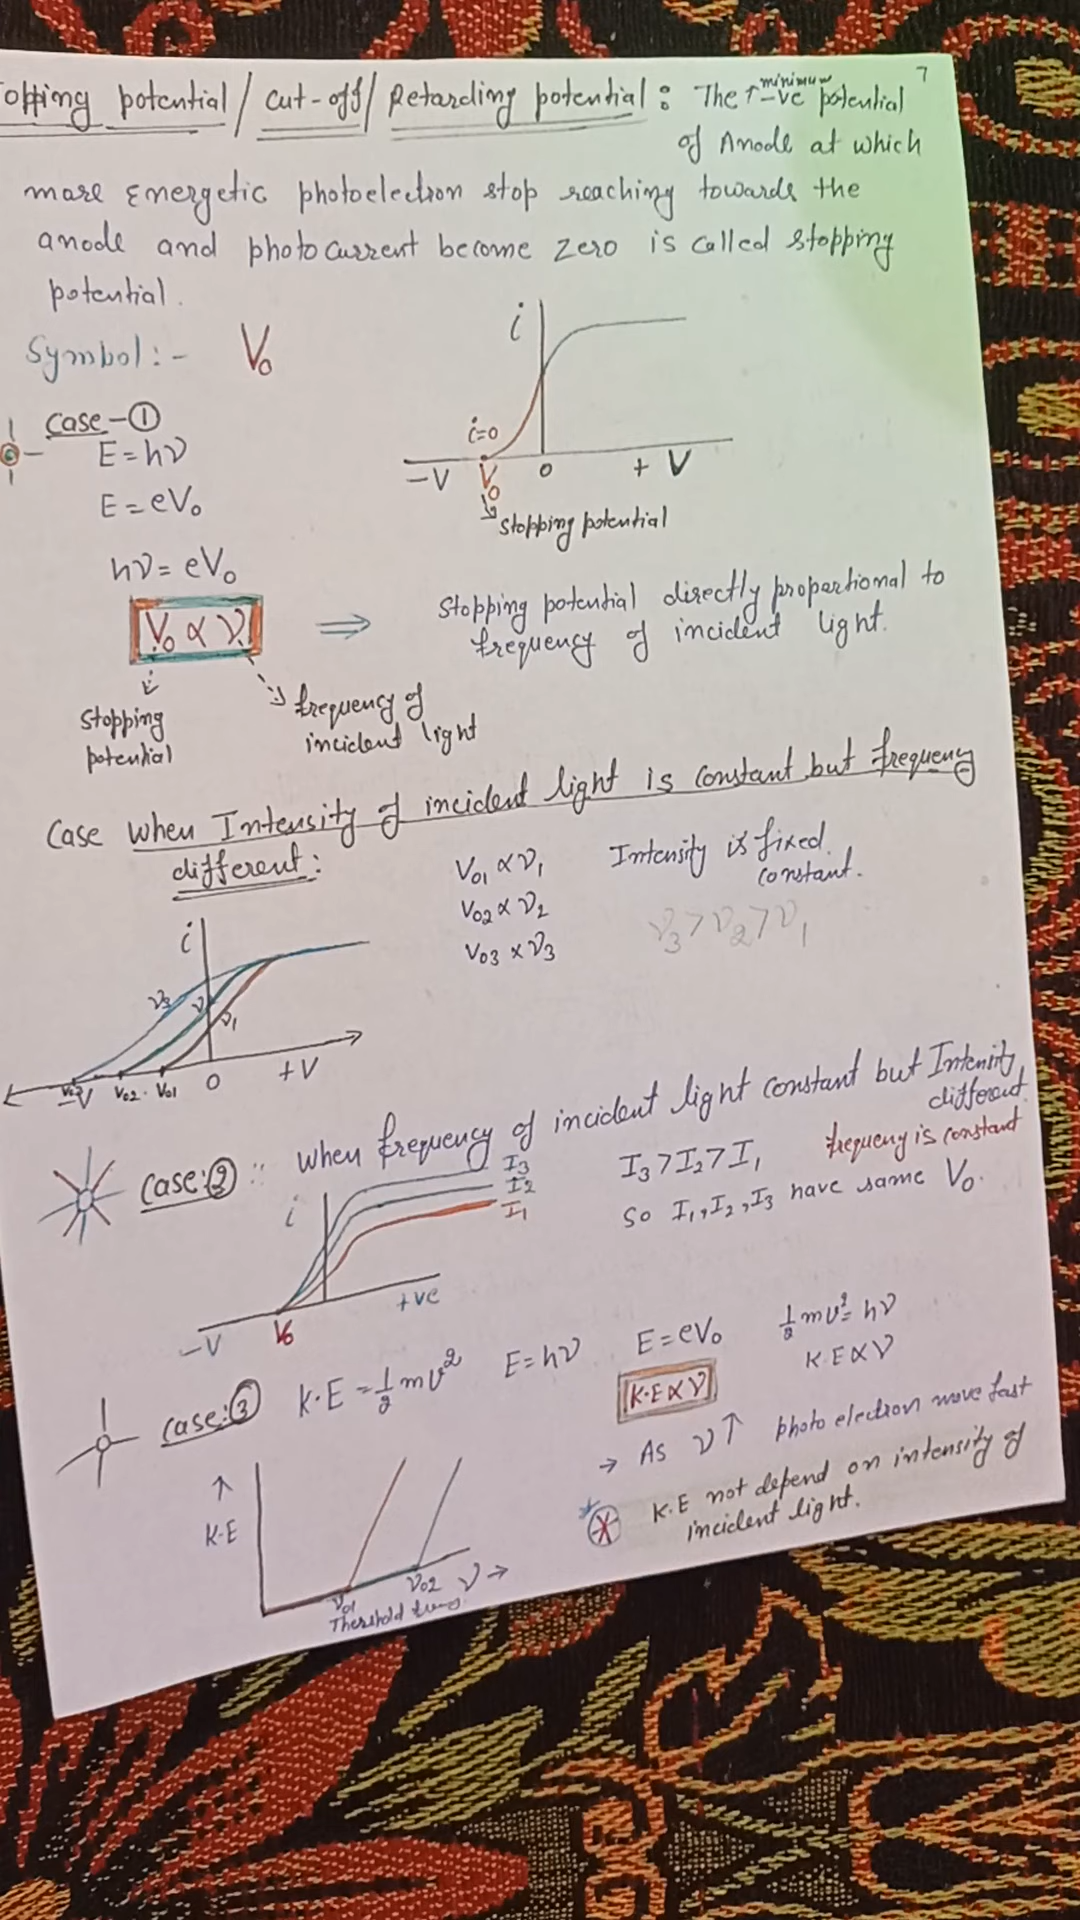 opping potential / cut-off / Retarding potential : The minimum -ve potential
7
of Anode at which
more Energetic photoelectron stop reaching towards the
anode and photocurrent become zero is called stopping
potential.
Symbol :- V₀
i
i=0
-V V₀ 0 + V
stopping potential
Case-①
E = hν
E = eV₀
hν = eV₀
V₀ ∝ ν ⇒ stopping potential directly proportional to
frequency of incident light.
stopping
potential
frequency of
incident light
Case when Intensity of incident light is constant but frequency
different :
V₀₁ ∝ ν₁ Intensity is fixed.
constant.
V₀₂ ∝ ν₂
V₀₃ ∝ ν₃ ν₃ > ν₂ > ν₁
i
ν₃ ν ν₁
V₀₃ -V V₀₂ V₀₁ 0 +V
Case:② :: when frequency of incident light constant but Intensity
different.
I₃ > I₂ > I₁ frequency is constant
so I₁, I₂, I₃ have same V₀.
i
I₃
I₂
I₁
-V V₀ +ve
Case:③ K.E = ½ mv² E = hν E = eV₀ ½ mv² = hν
K.E ∝ ν K.E ∝ ν
→ As ν ↑ photo electron move fast
K.E not depend on intensity of
incident light.
↑
K.E
ν₀₁ ν₀₂ ν →
Thershold